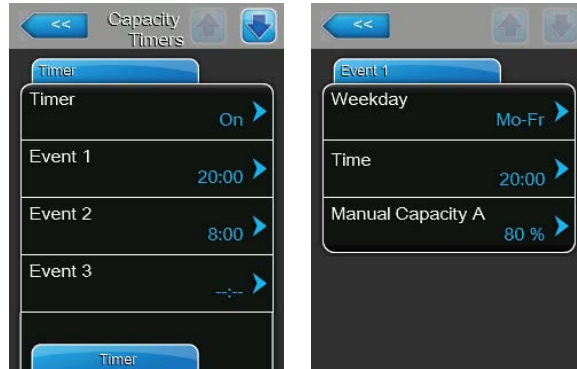 <<
Capacity
Timers
Timer
Timer
On
Event 1
20:00
Event 2
8:00
Event 3
--:--
Timer
<<
Event 1
Weekday
Mo-Fr
Time
20:00
Manual Capacity A
80 %